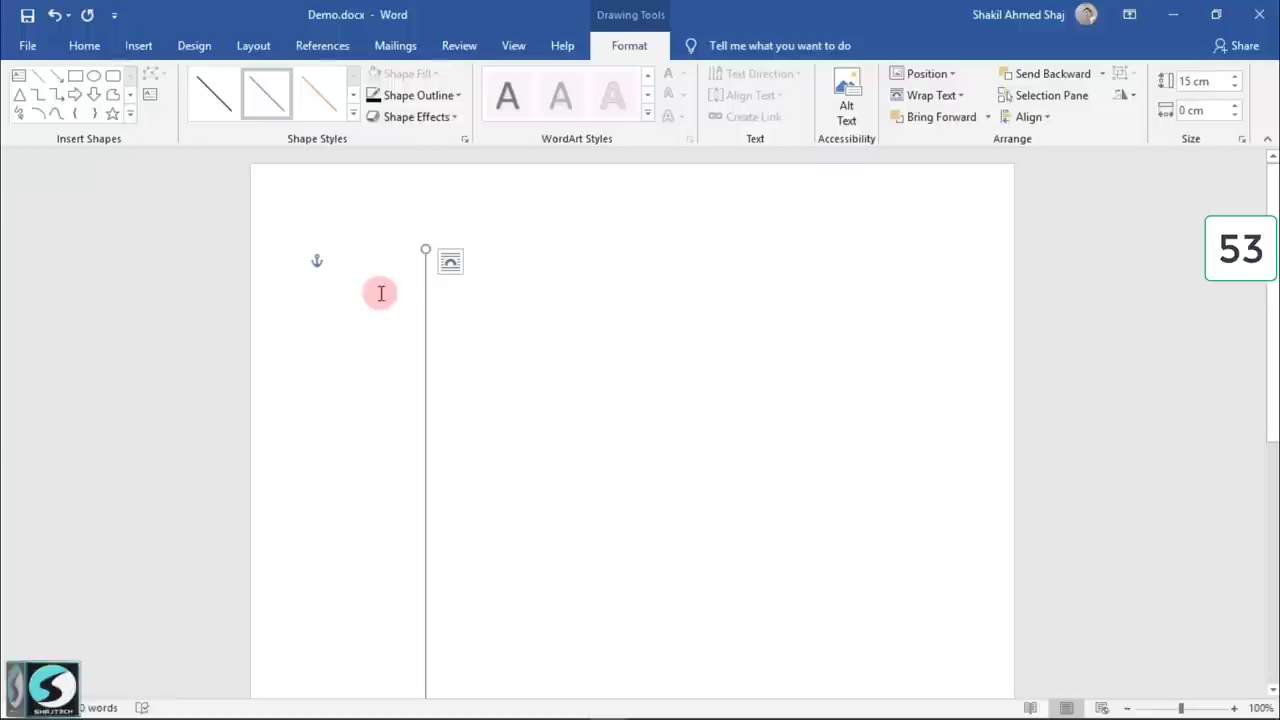 Demo.docx - Word
Drawing Tools
Shakil Ahmed Shaj
File Home Insert Design Layout References Mailings Review View Help Format Tell me what you want to do Share
Shape Fill
Shape Outline
Shape Effects
A A A
Text Direction
Align Text
Create Link
Alt
Text
Position
Wrap Text
Bring Forward
Send Backward
Selection Pane
Align
15 cm
0 cm
Insert Shapes Shape Styles WordArt Styles Text Accessibility Arrange Size
53
SHAJTECH
0 words
100%